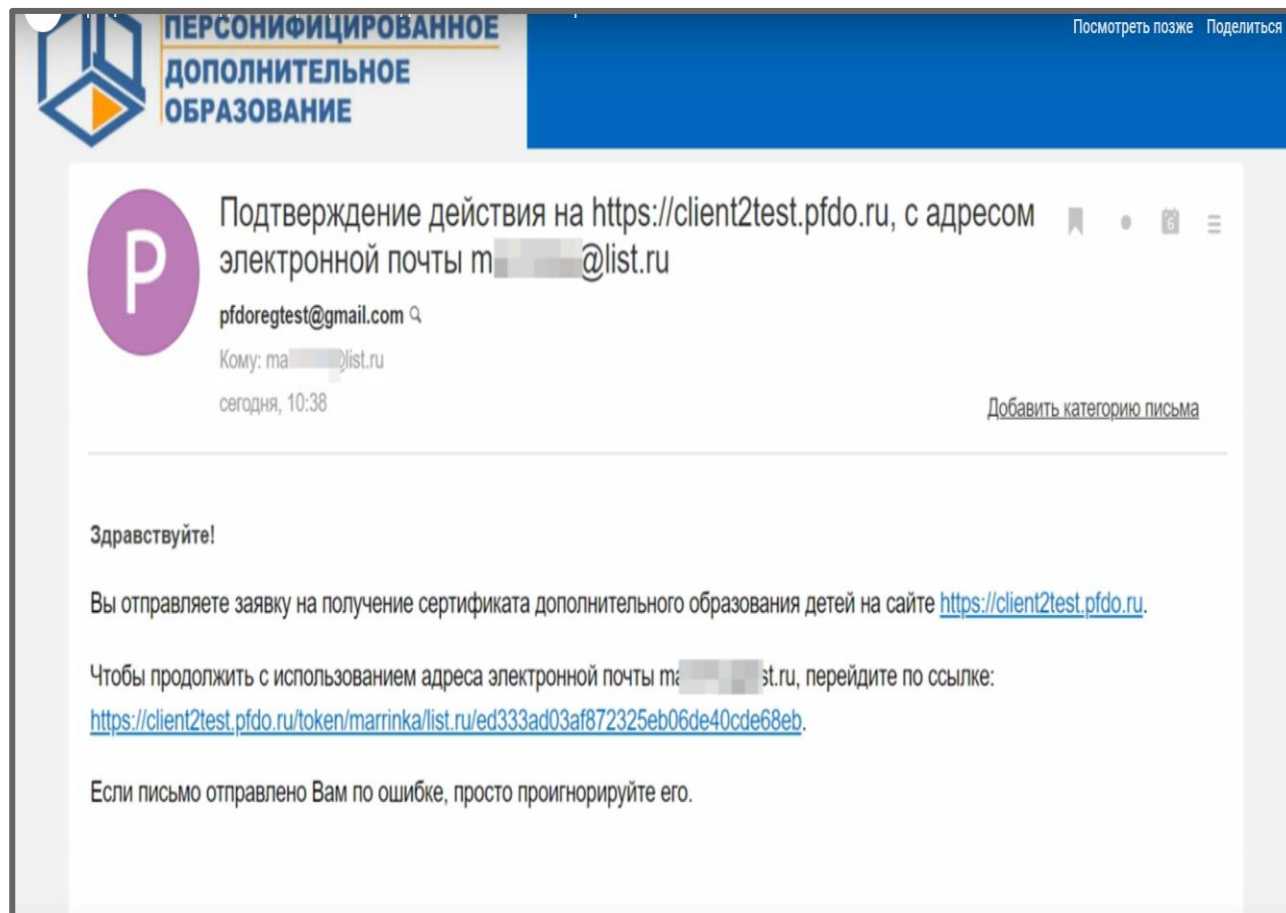 ПЕРСОНИФИЦИРОВАННОЕ
ДОПОЛНИТЕЛЬНОЕ
ОБРАЗОВАНИЕ
Посмотреть позже Поделиться
P
Подтверждение действия на https://client2test.pfdo.ru, с адресом
электронной почты m @list.ru
6
pfdoregtest@gmail.com
Кому: ma list.ru
сегодня, 10:38
Добавить категорию письма
Здравствуйте!
Вы отправляете заявку на получение сертификата дополнительного образования детей на сайте https://client2test.pfdo.ru.
Чтобы продолжить с использованием адреса электронной почты ma st.ru, перейдите по ссылке:
https://client2test.pfdo.ru/token/marrinka/list.ru/ed333ad03af872325eb06de40cde68eb.
Если письмо отправлено Вам по ошибке, просто проигнорируйте его.